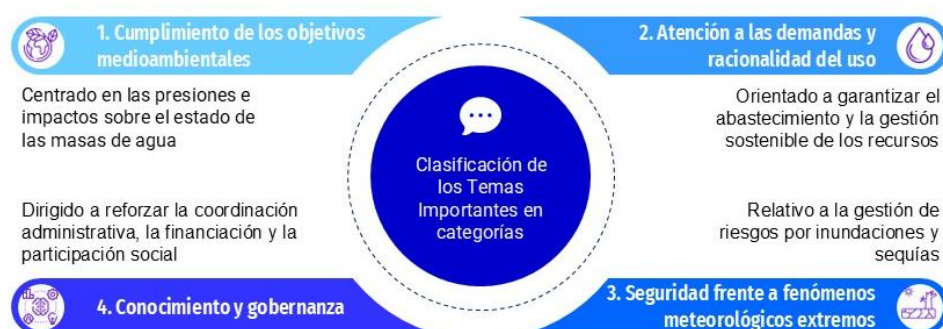 1. Cumplimiento de los objetivos
medioambientales
Centrado en las presiones e
impactos sobre el estado de
las masas de agua
2. Atención a las demandas y
racionalidad del uso
Orientado a garantizar el
abastecimiento y la gestión
sostenible de los recursos
Clasificación de
los Temas
Importantes en
categorías
Dirigido a reforzar la coordinación
administrativa, la financiación y la
participación social
4. Conocimiento y gobernanza
Relativo a la gestión de
riesgos por inundaciones y
sequías
3. Seguridad frente a fenómenos
meteorológicos extremos